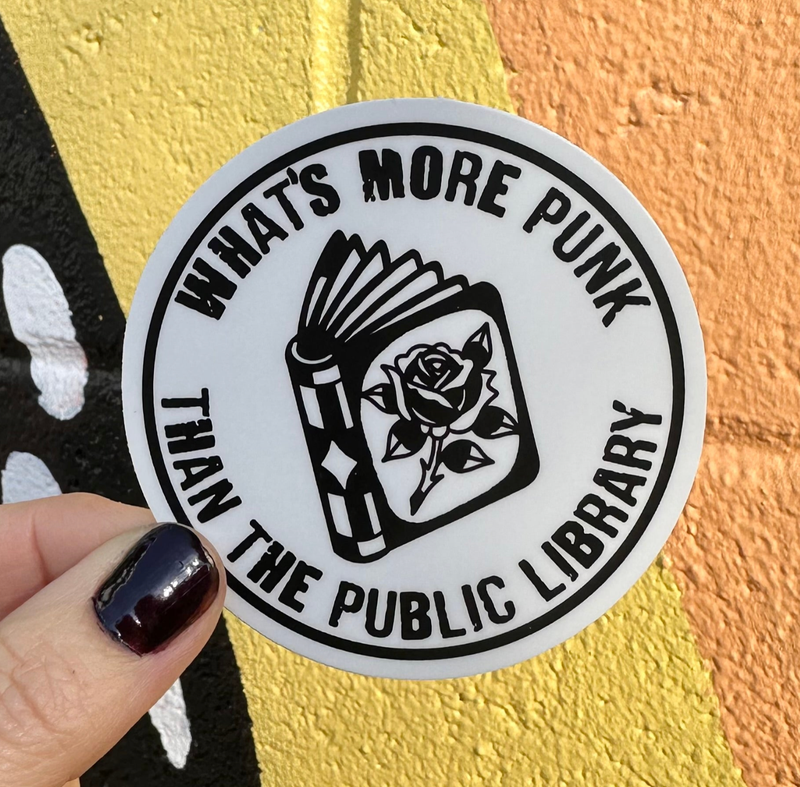 WHAT'S MORE PUNK
THAN THE PUBLIC LIBRARY